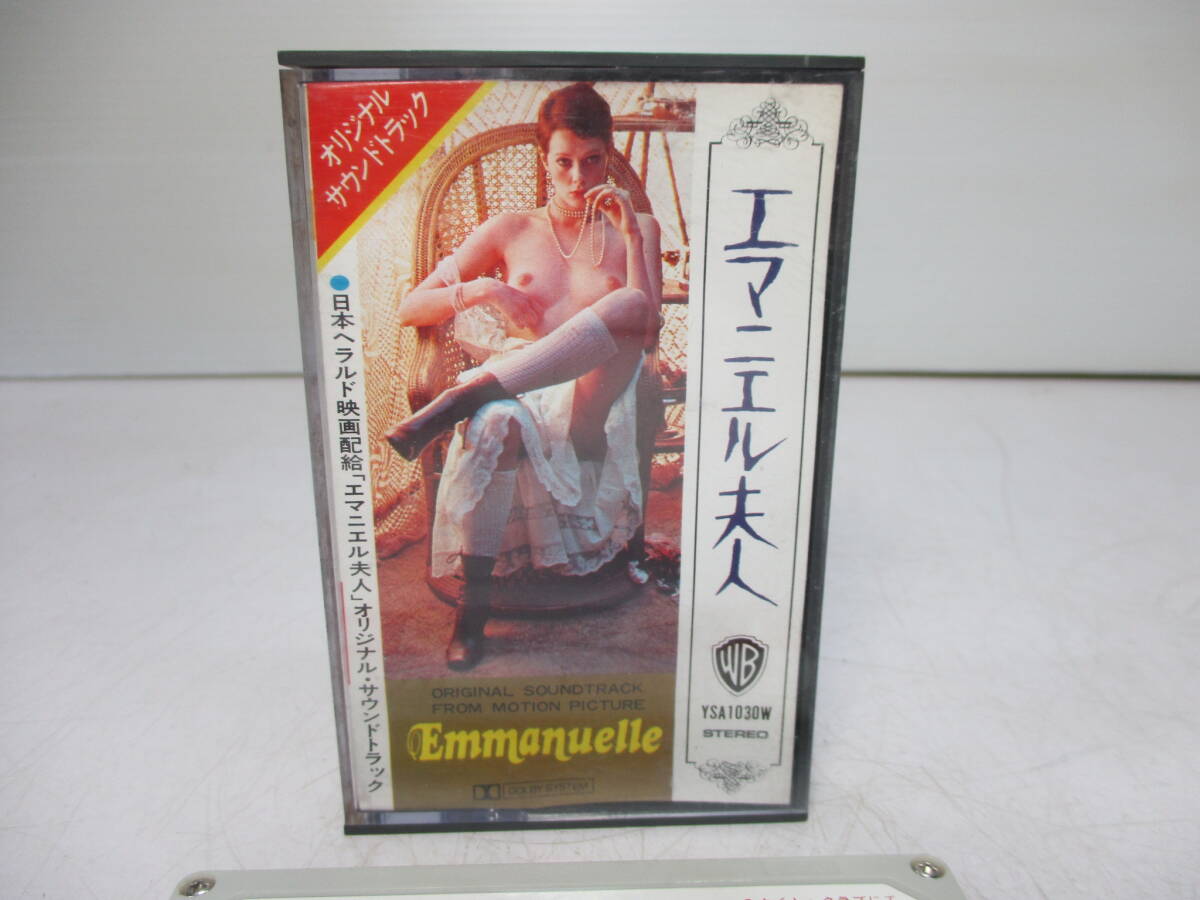 オリジナル
サウンドトラック
●日本ヘラルド映画配給「エマニエル夫人」オリジナル・サウンドトラック
エマニエル夫人
WB
YSA1030W
STEREO
ORIGINAL SOUNDTRACK
FROM MOTION PICTURE
Emmanuelle
DOLBY SYSTEM